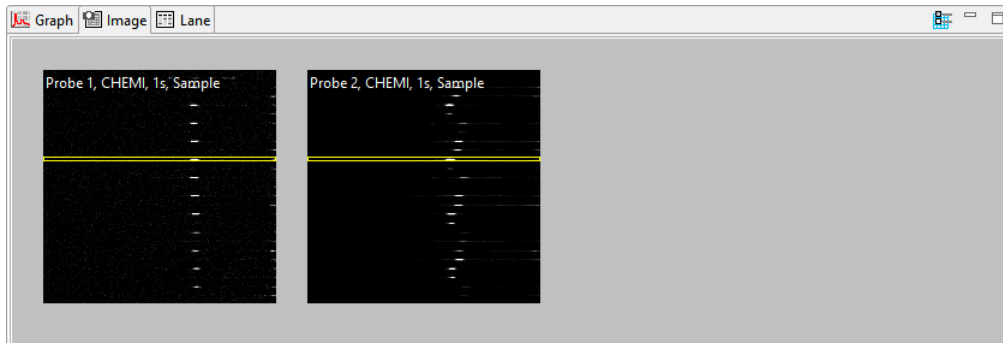 Graph Image Lane
Probe 1, CHEMI, 1s, Sample
Probe 2, CHEMI, 1s, Sample